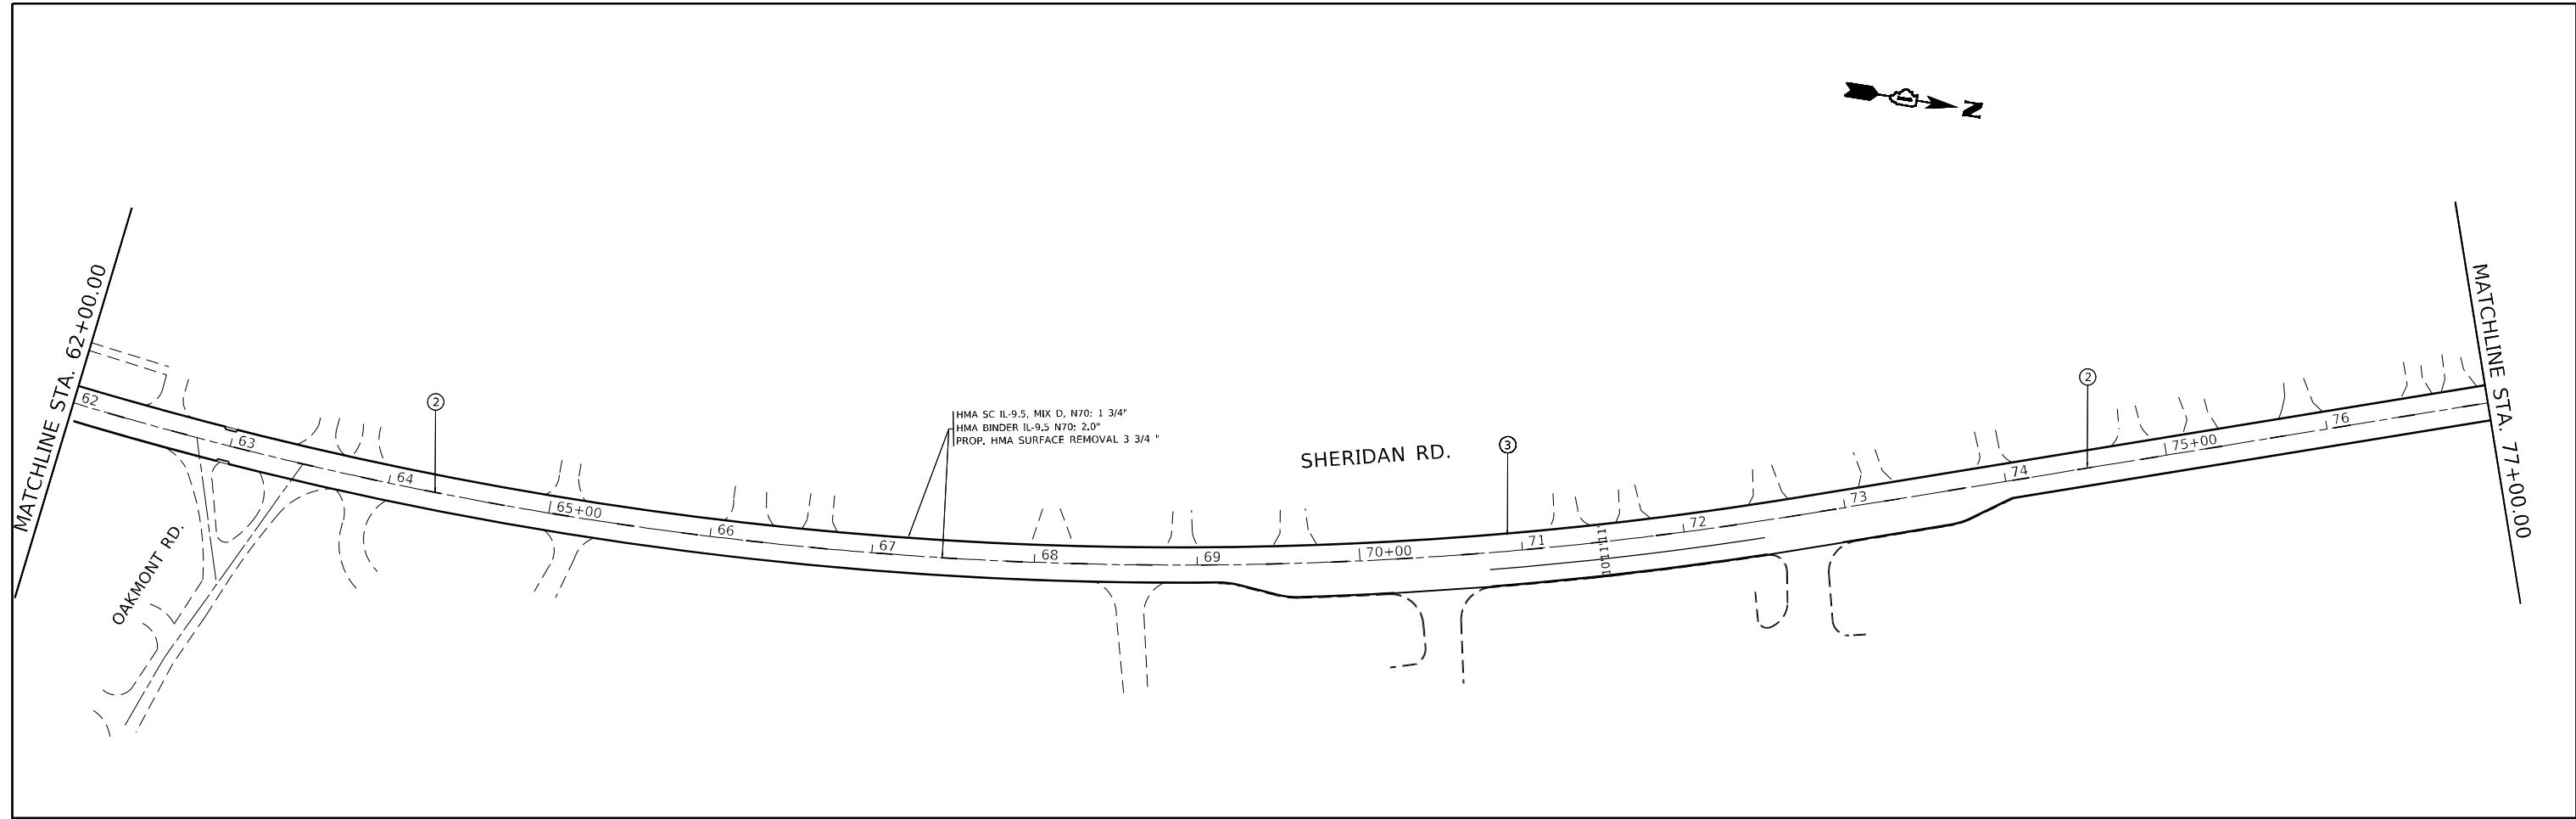 N
MATCHLINE STA. 62+00.00
MATCHLINE STA. 77+00.00
62
63
64
65+00
66
67
68
69
70+00
71
72
73
74
75+00
76
2
HMA SC IL-9.5, MIX D, N70; 1 3/4"
HMA BINDER IL-9.5 N70; 2.0"
PROP. HMA SURFACE REMOVAL 3 3/4 "
SHERIDAN RD.
3
2
OAKMONT RD.